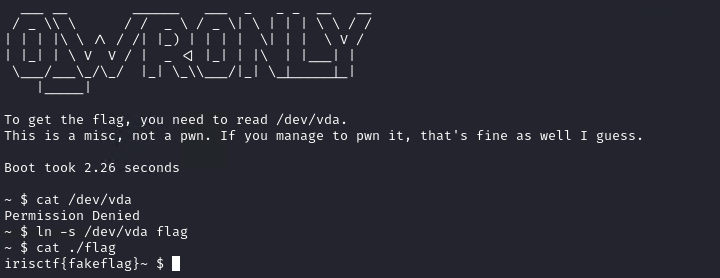 O_WRONLY
To get the flag, you need to read /dev/vda.
This is a misc, not a pwn. If you manage to pwn it, that's fine as well I guess.
Boot took 2.26 seconds
~ $ cat /dev/vda
Permission Denied
~ $ ln -s /dev/vda flag
~ $ cat ./flag
irisctf{fakeflag}~ $